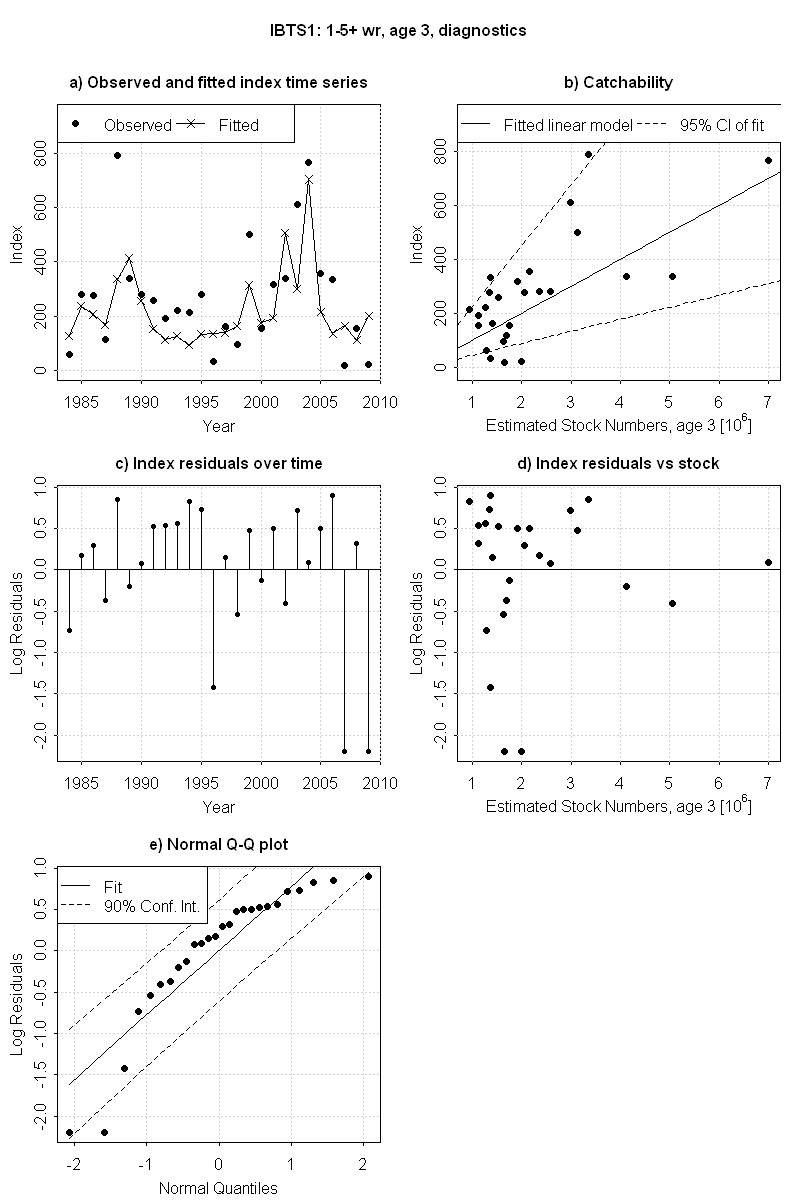 IBTS1: 1-5+ wr, age 3, diagnostics
a) Observed and fitted index time series
Observed Fitted
Index
0 200 400 600 800
1985 1990 1995 2000 2005 2010
Year
b) Catchability
Fitted linear model 95% CI of fit
Index
0 200 400 600 800
1 2 3 4 5 6 7
Estimated Stock Numbers, age 3 [10^6]
c) Index residuals over time
Log Residuals
-2.0 -1.5 -1.0 -0.5 0.0 0.5 1.0
1985 1990 1995 2000 2005 2010
Year
d) Index residuals vs stock
Log Residuals
-2.0 -1.5 -1.0 -0.5 0.0 0.5 1.0
1 2 3 4 5 6 7
Estimated Stock Numbers, age 3 [10^6]
e) Normal Q-Q plot
Fit
90% Conf. Int.
Log Residuals
-2.0 -1.5 -1.0 -0.5 0.0 0.5 1.0
-2 -1 0 1 2
Normal Quantiles